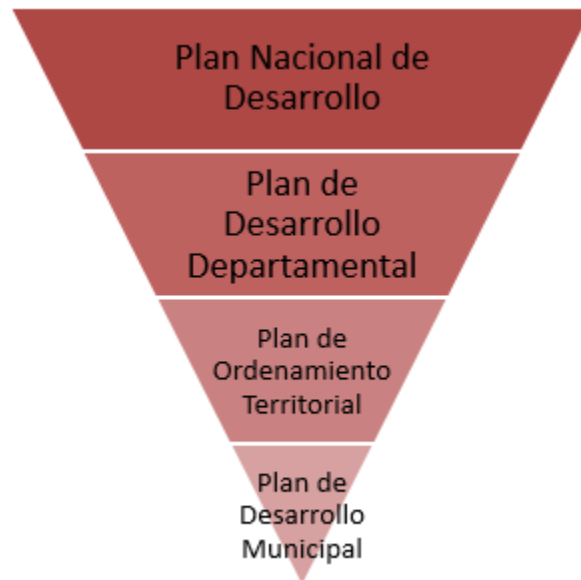 Plan Nacional de
Desarrollo
Plan de
Desarrollo
Departamental
Plan de
Ordenamiento
Territorial
Plan de
Desarrollo
Municipal